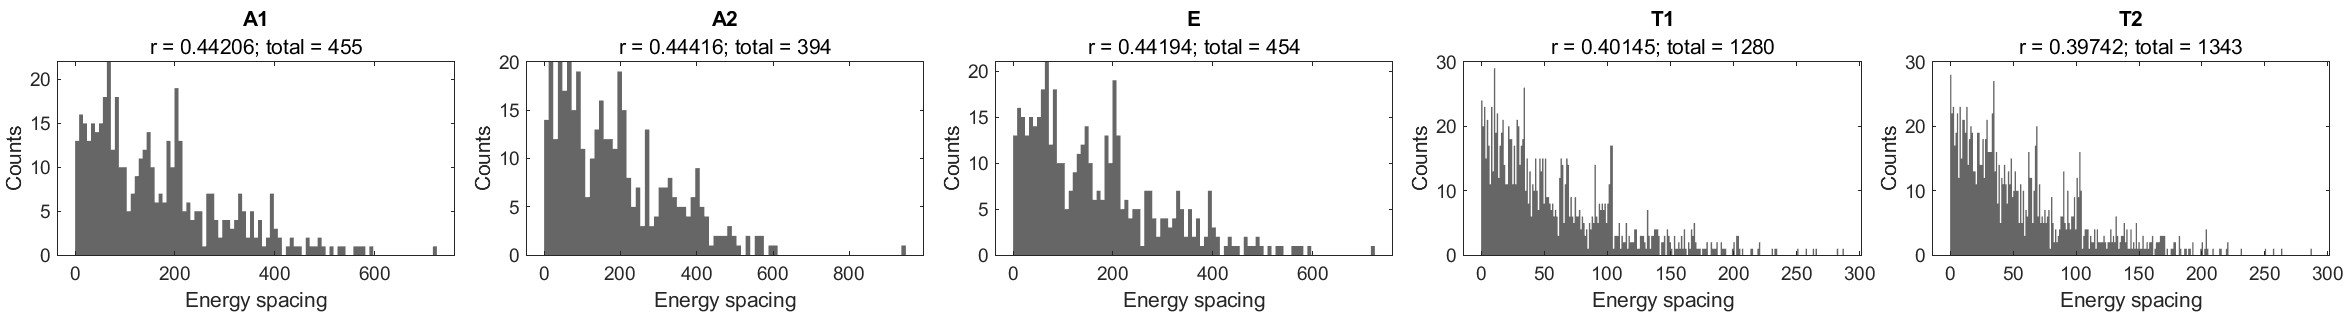 A1
r = 0.44206; total = 455
20
15
10
5
0
Counts
0 200 400 600
Energy spacing
A2
r = 0.44416; total = 394
20
15
10
5
0
Counts
0 200 400 600 800
Energy spacing
E
r = 0.44194; total = 454
20
15
10
5
0
Counts
0 200 400 600
Energy spacing
T1
r = 0.40145; total = 1280
30
20
10
0
Counts
0 50 100 150 200 250 300
Energy spacing
T2
r = 0.39742; total = 1343
30
20
10
0
Counts
0 50 100 150 200 250 300
Energy spacing